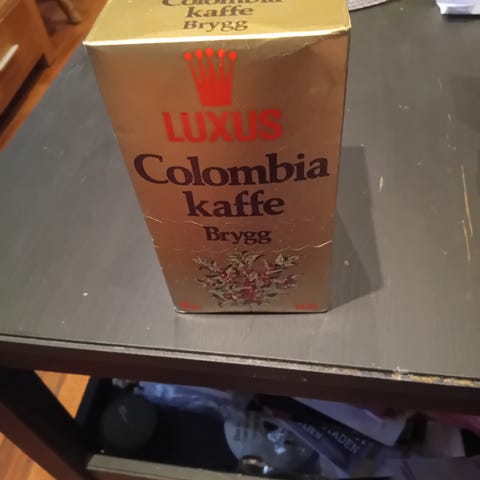 Colombia
kaffe
Brygg
LUXUS
Colombia
kaffe
Brygg